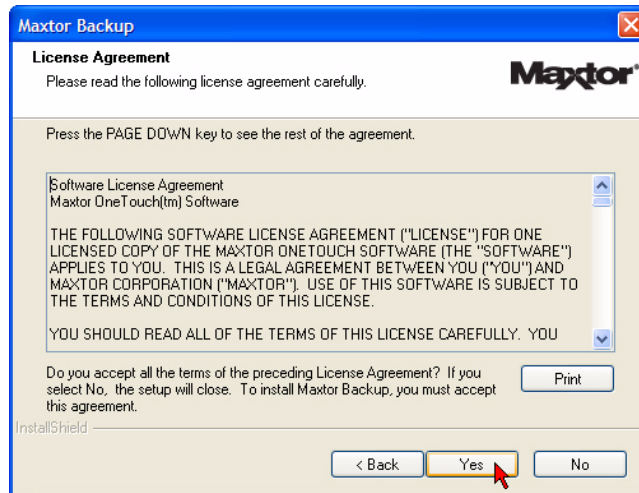 Maxtor Backup
License Agreement
Please read the following license agreement carefully.
Maxtor
Press the PAGE DOWN key to see the rest of the agreement.
Software License Agreement
Maxtor OneTouch(tm) Software
THE FOLLOWING SOFTWARE LICENSE AGREEMENT ("LICENSE") FOR ONE
LICENSED COPY OF THE MAXTOR ONETOUCH SOFTWARE (THE "SOFTWARE")
APPLIES TO YOU.  THIS IS A LEGAL AGREEMENT BETWEEN YOU ("YOU") AND
MAXTOR CORPORATION ("MAXTOR").  USE OF THIS SOFTWARE IS SUBJECT TO
THE TERMS AND CONDITIONS OF THIS LICENSE.
YOU SHOULD READ ALL OF THE TERMS OF THIS LICENSE CAREFULLY.  YOU
Do you accept all the terms of the preceding License Agreement?  If you
select No,  the setup will close.  To install Maxtor Backup, you must accept
this agreement.
Print
InstallShield
< Back
Yes
No